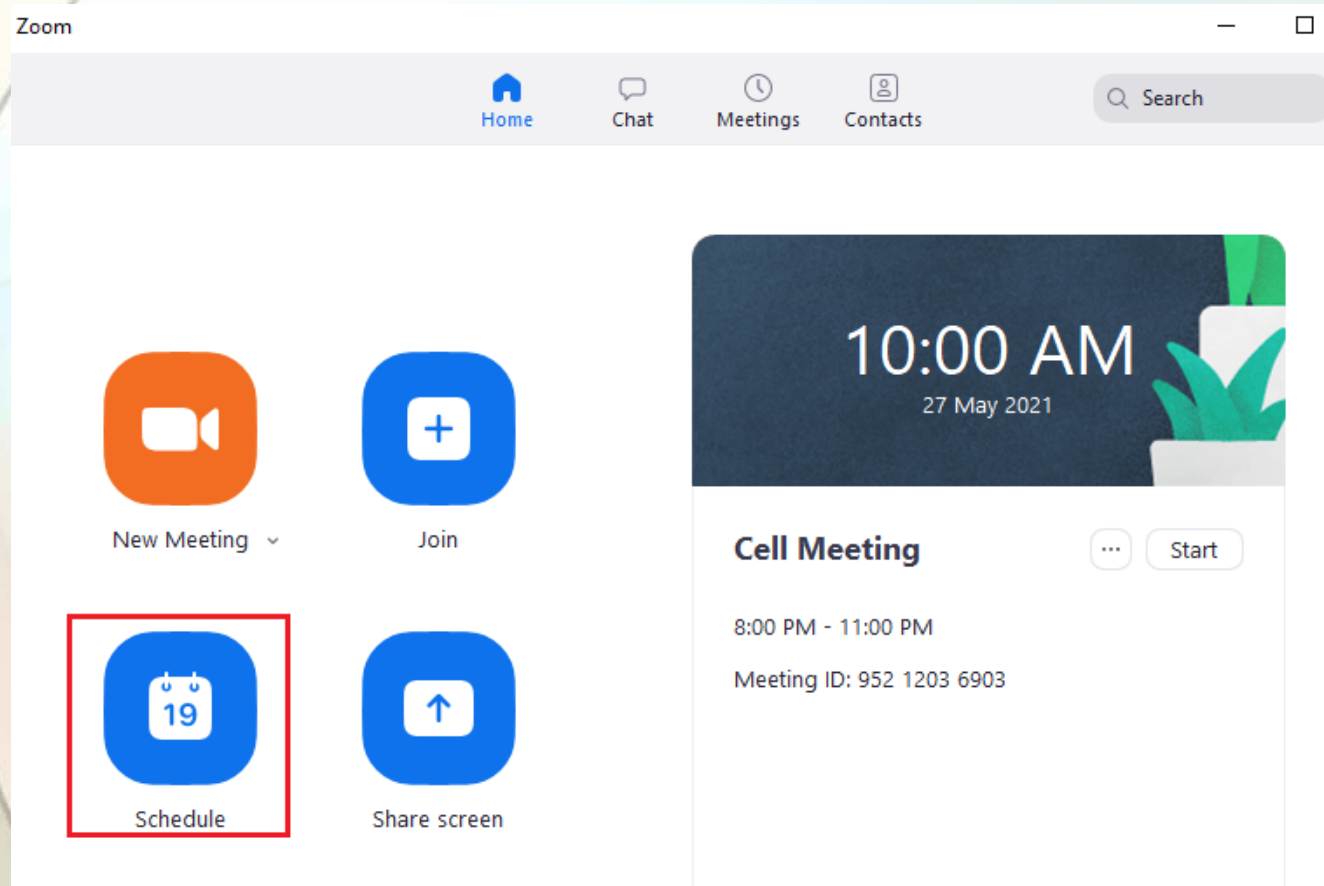 Zoom
Home Chat Meetings Contacts
Search
10:00 AM
27 May 2021
New Meeting
Join
Cell Meeting
Start
8:00 PM - 11:00 PM
Meeting ID: 952 1203 6903
19
Schedule
Share screen